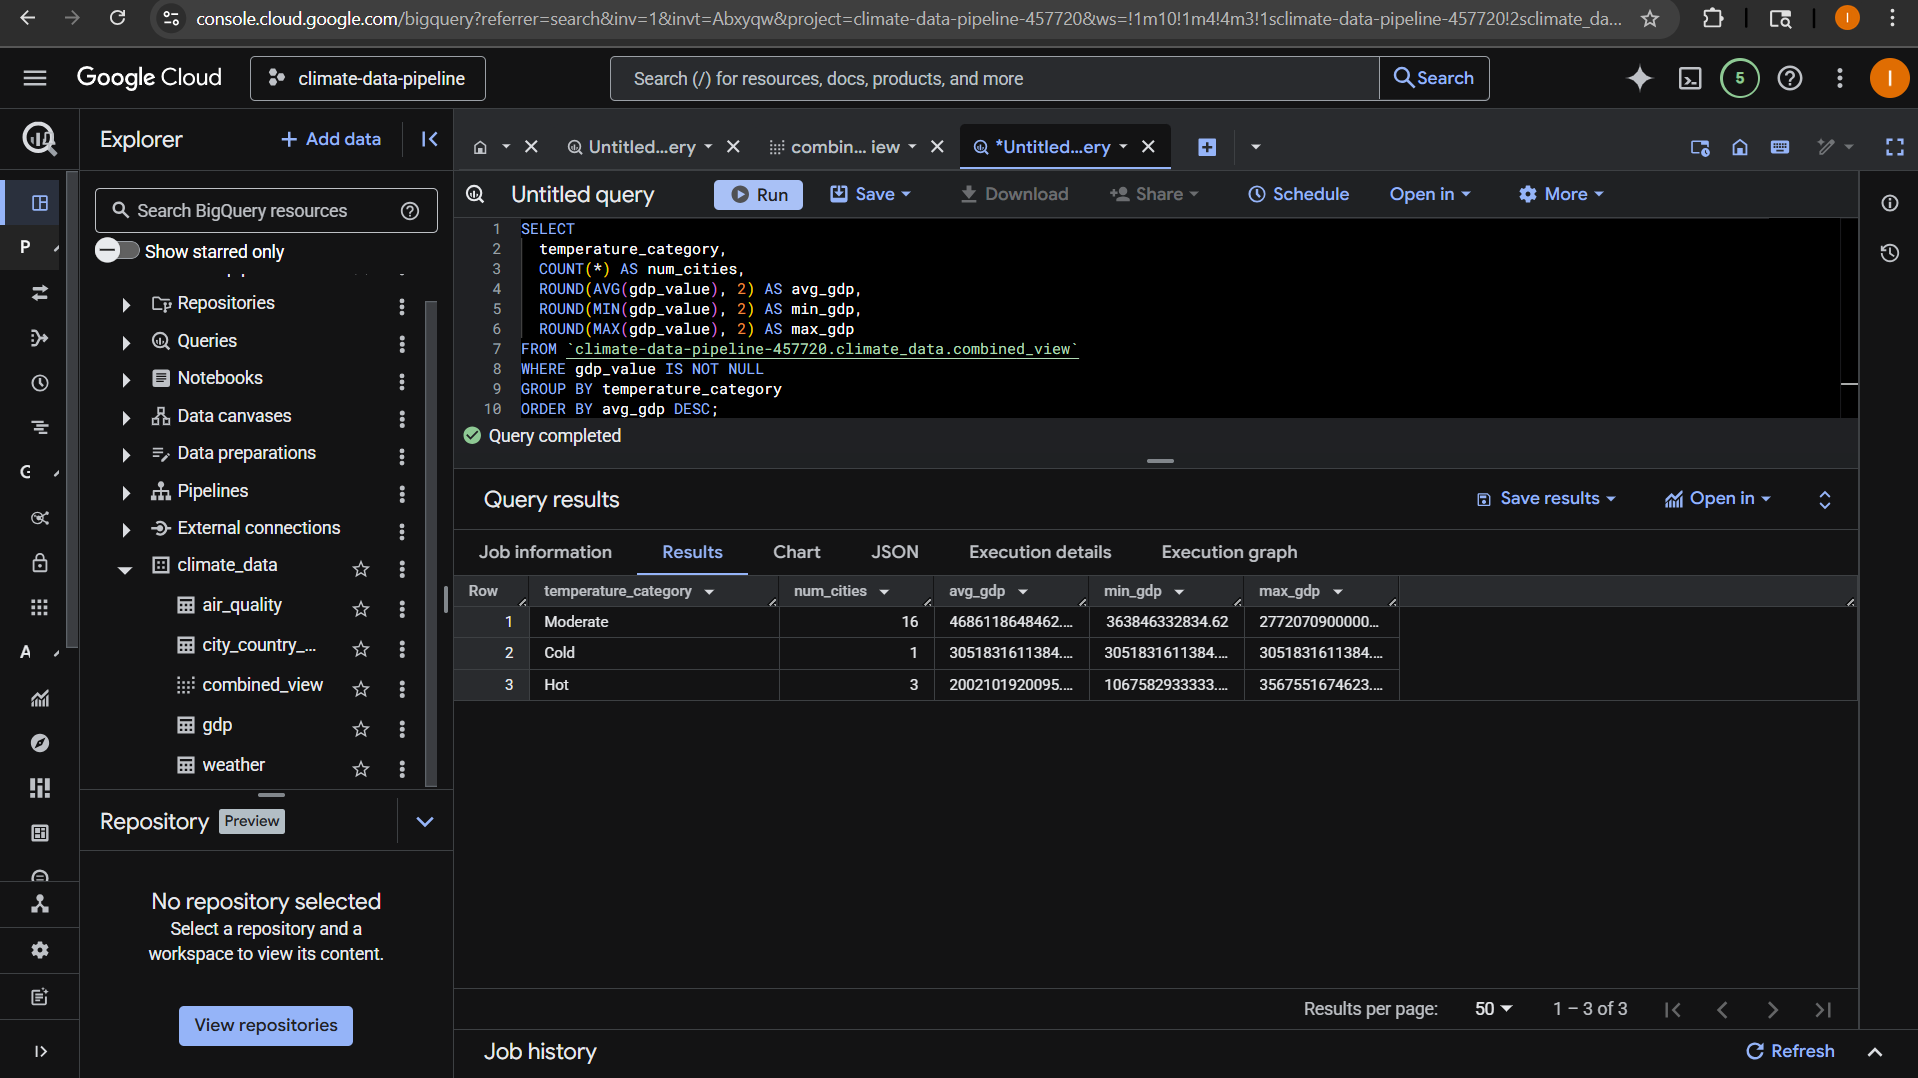 console.cloud.google.com/bigquery?referrer=search&inv=1&invt=Abxyqw&project=climate-data-pipeline-457720&ws=!1m10!1m4!4m3!1sclimate-data-pipeline-457720!2sclimate_da...
I
Google Cloud
climate-data-pipeline
Search (/) for resources, docs, products, and more
Search
5
I
Explorer
+ Add data
Untitled...ery
combin... iew
*Untitled...ery
Search BigQuery resources
Untitled query
Run
Save
Download
Share
Schedule
Open in
More
P
Show starred only
1 SELECT
2 temperature_category,
3 COUNT(*) AS num_cities,
4 ROUND(AVG(gdp_value), 2) AS avg_gdp,
5 ROUND(MIN(gdp_value), 2) AS min_gdp,
6 ROUND(MAX(gdp_value), 2) AS max_gdp
7 FROM `climate-data-pipeline-457720.climate_data.combined_view`
8 WHERE gdp_value IS NOT NULL
9 GROUP BY temperature_category
10 ORDER BY avg_gdp DESC;
Query completed
Repositories
Queries
Notebooks
Data canvases
Data preparations
G
Pipelines
External connections
climate_data
air_quality
city_country_...
A
combined_view
gdp
weather
Repository Preview
No repository selected
Select a repository and a
workspace to view its content.
View repositories
Query results
Save results
Open in
Job information
Results
Chart
JSON
Execution details
Execution graph
Row temperature_category num_cities avg_gdp min_gdp max_gdp
1 Moderate 16 4686118648462.... 363846332834.62 2772070900000...
2 Cold 1 3051831611384.... 3051831611384.... 3051831611384....
3 Hot 3 2002101920095.... 1067582933333.... 3567551674623....
Results per page: 50 1 – 3 of 3
Job history
Refresh